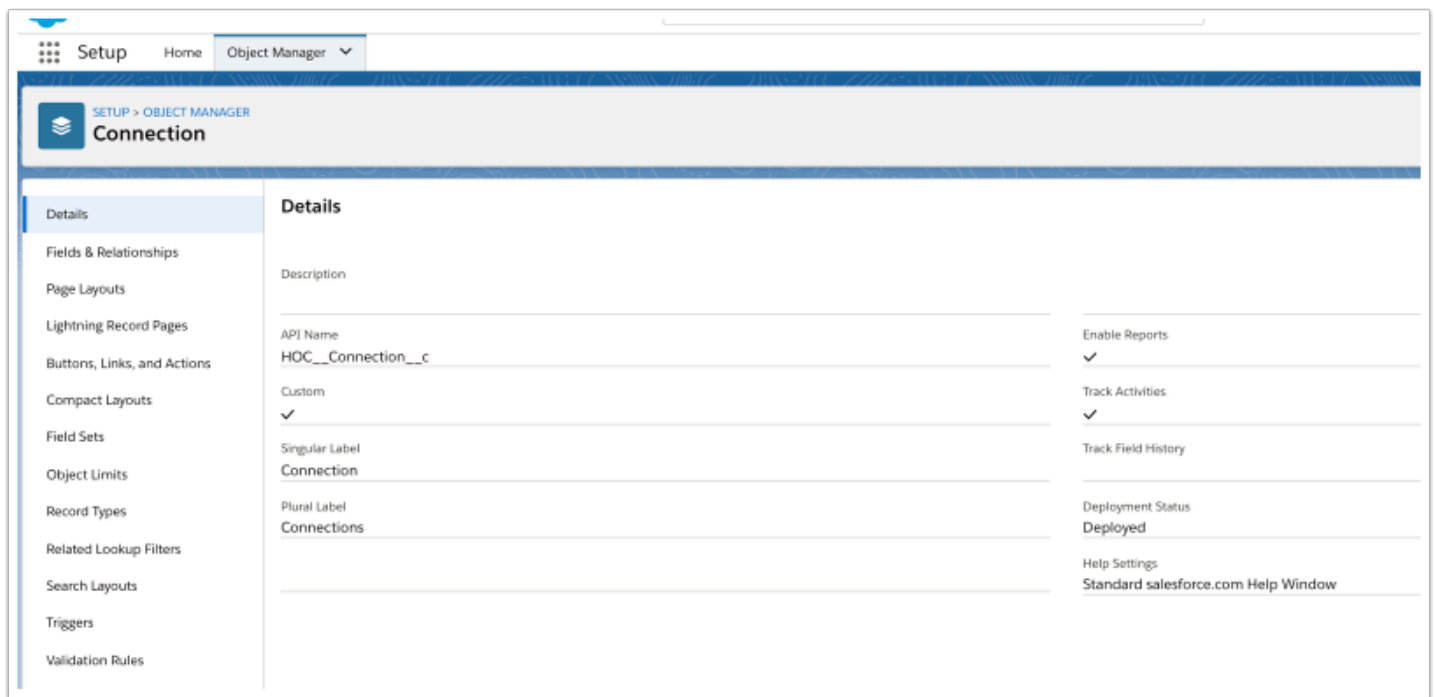 Setup Home Object Manager
SETUP > OBJECT MANAGER
Connection
Details
Fields & Relationships
Page Layouts
Lightning Record Pages
Buttons, Links, and Actions
Compact Layouts
Field Sets
Object Limits
Record Types
Related Lookup Filters
Search Layouts
Triggers
Validation Rules
Details
Description
API Name
HOC__Connection__c
Custom
Singular Label
Connection
Plural Label
Connections
Enable Reports
Track Activities
Track Field History
Deployment Status
Deployed
Help Settings
Standard salesforce.com Help Window